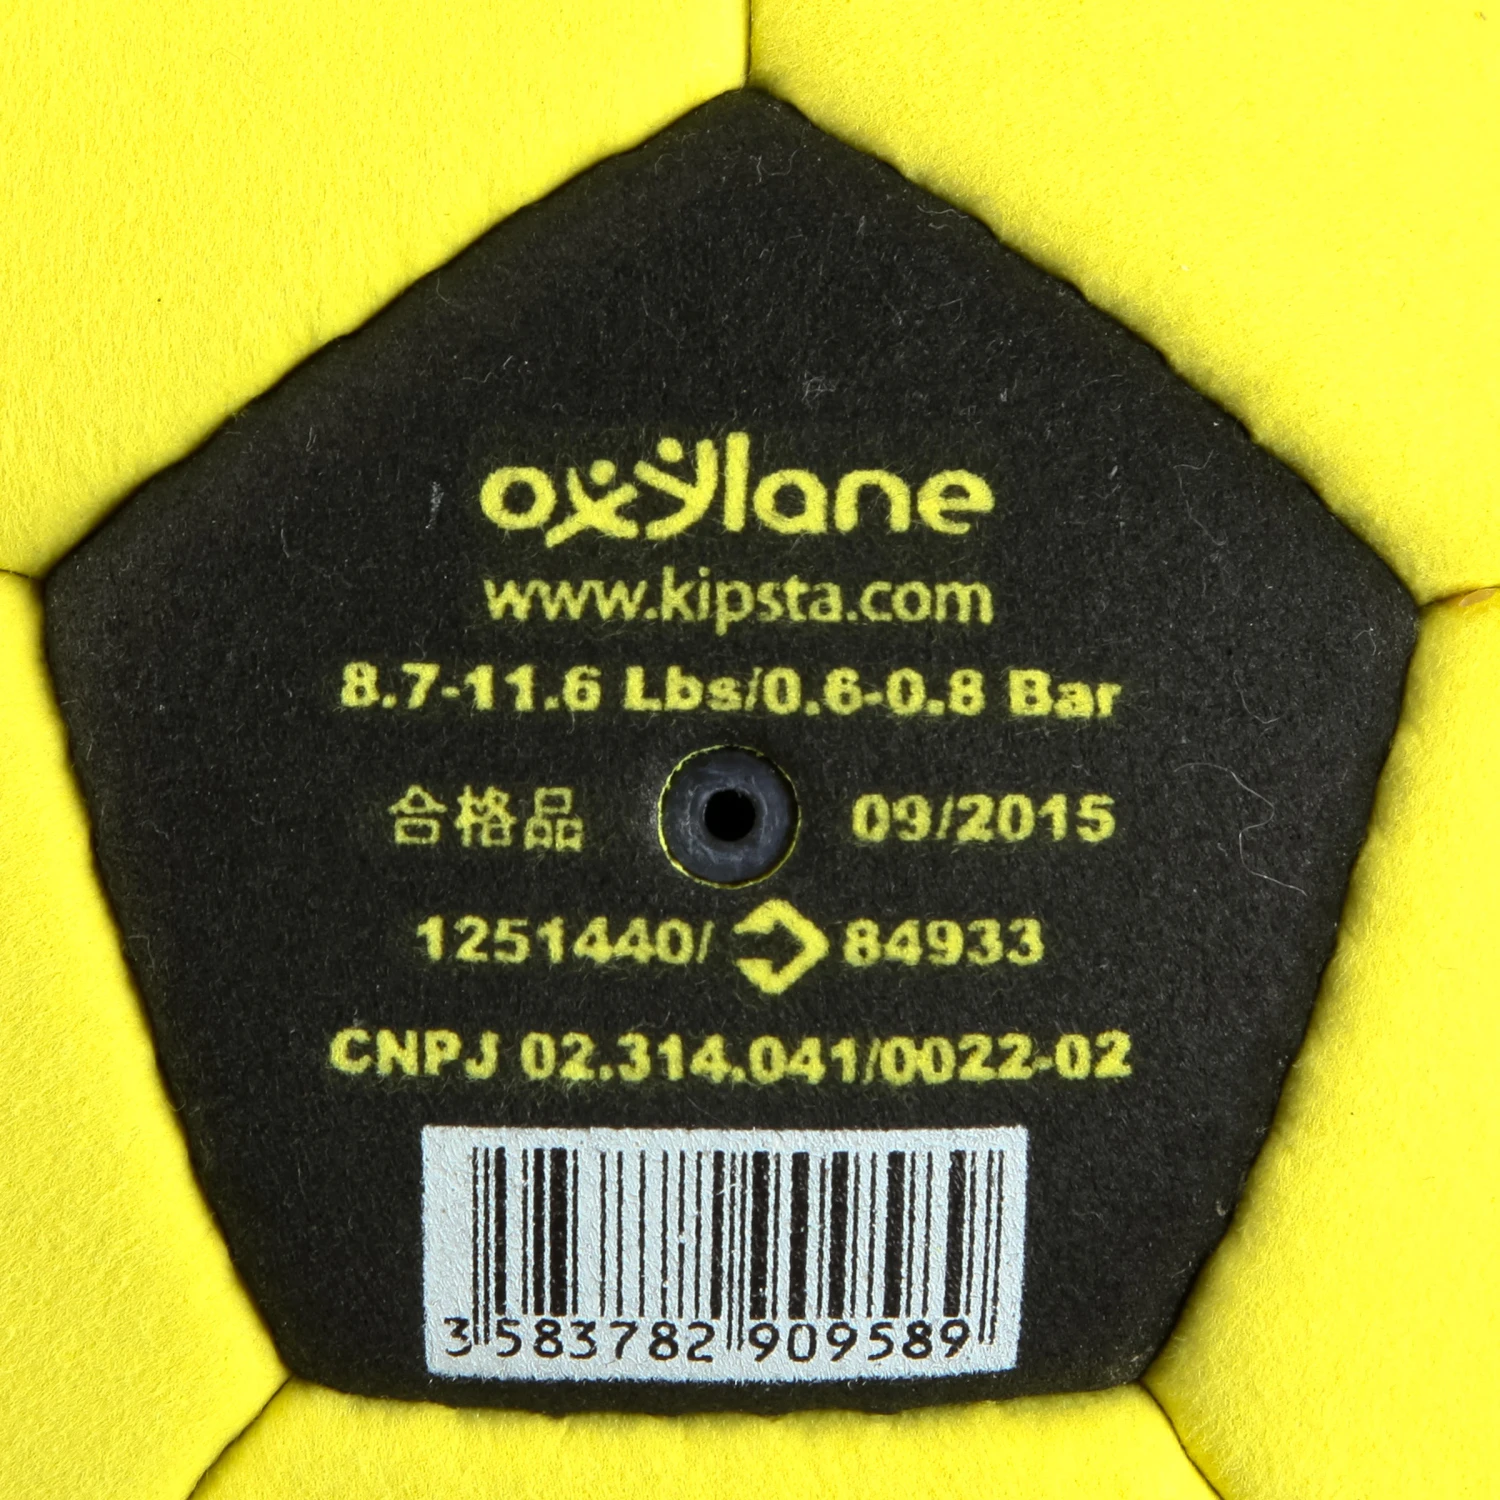 oxylane
www.kipsta.com
8.7-11.6 Lbs/0.6-0.8 Bar
合格品 09/2015
1251440/ 84933
CNPJ 02.314.041/0022-02
3 583782 909589